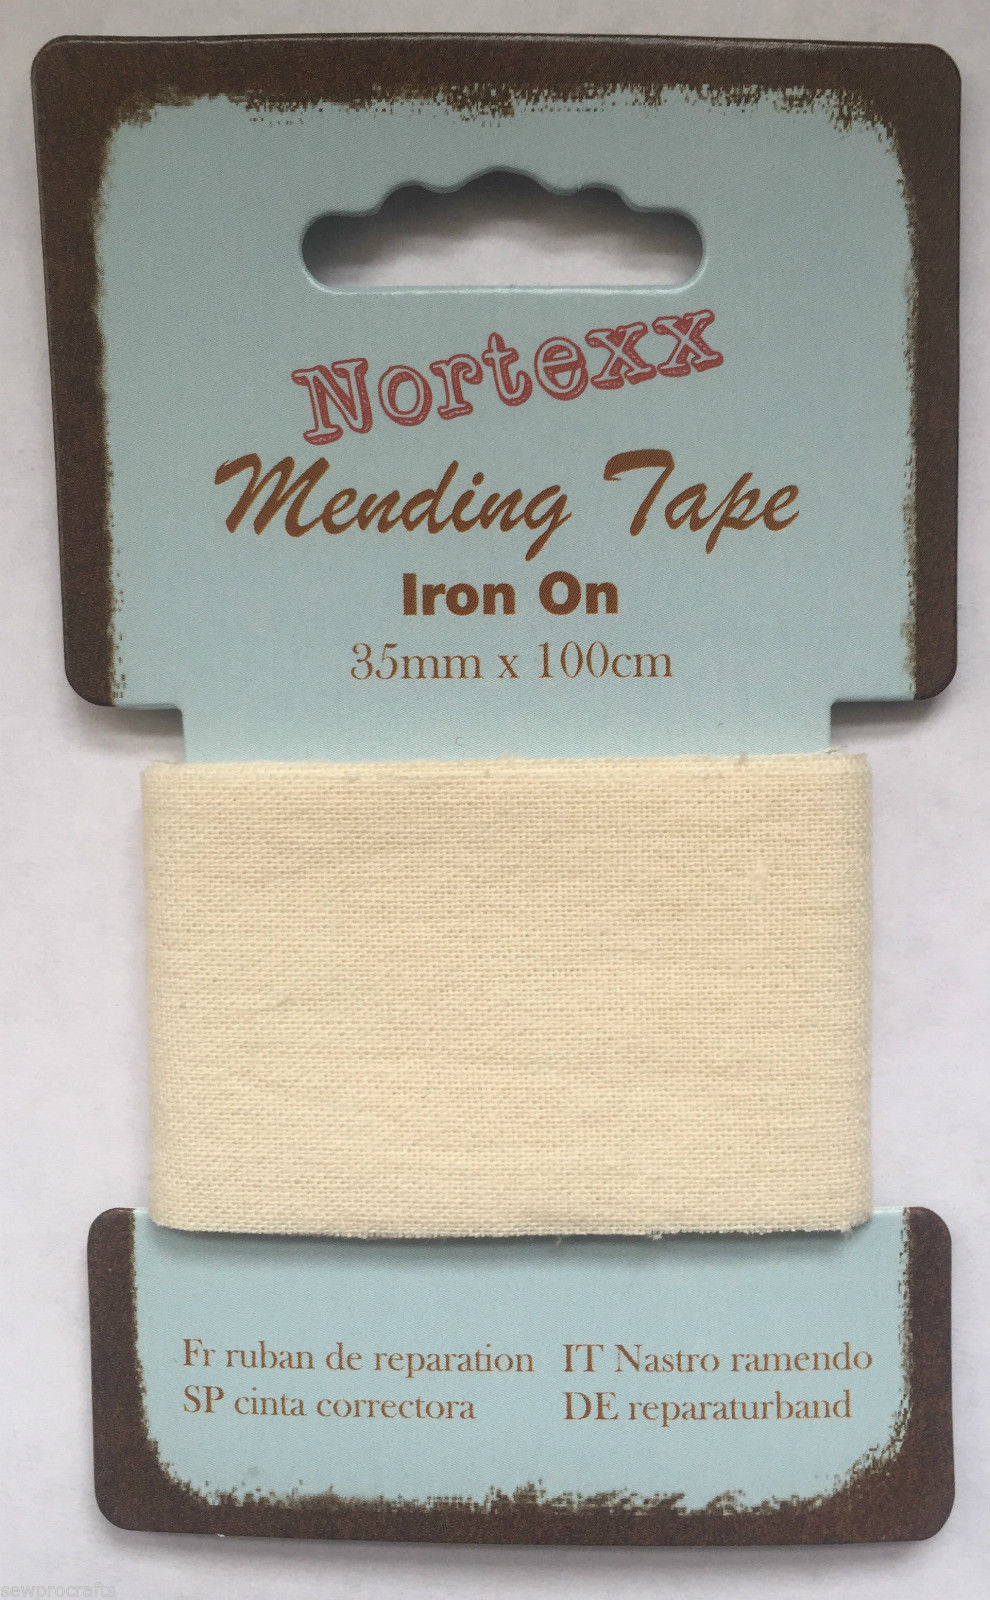 Nortexx
Mending Tape
Iron On
35mm x 100cm
Fr ruban de reparation IT Nastro ramendo
SP cinta correctora DE reparaturband
sewprocrafts